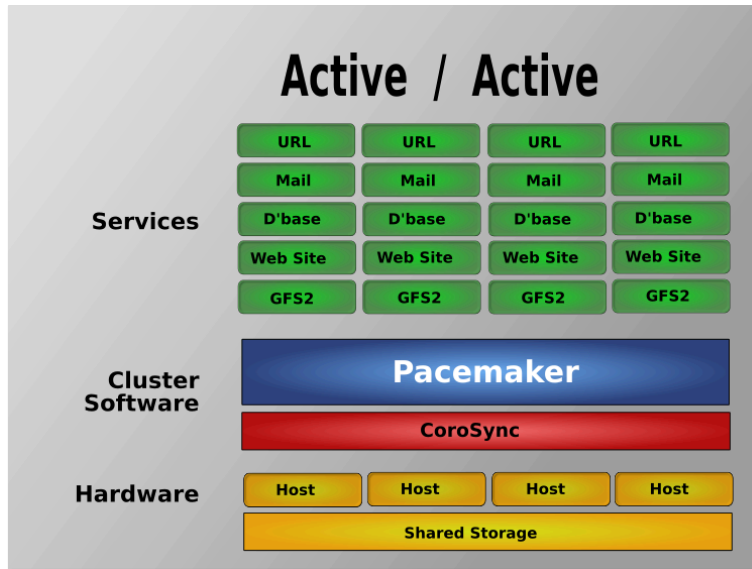 Active / Active
URL URL URL URL
Mail Mail Mail Mail
Services
D'base D'base D'base D'base
Web Site Web Site Web Site Web Site
GFS2 GFS2 GFS2 GFS2
Cluster
Software
Pacemaker
CoroSync
Hardware
Host Host Host Host
Shared Storage